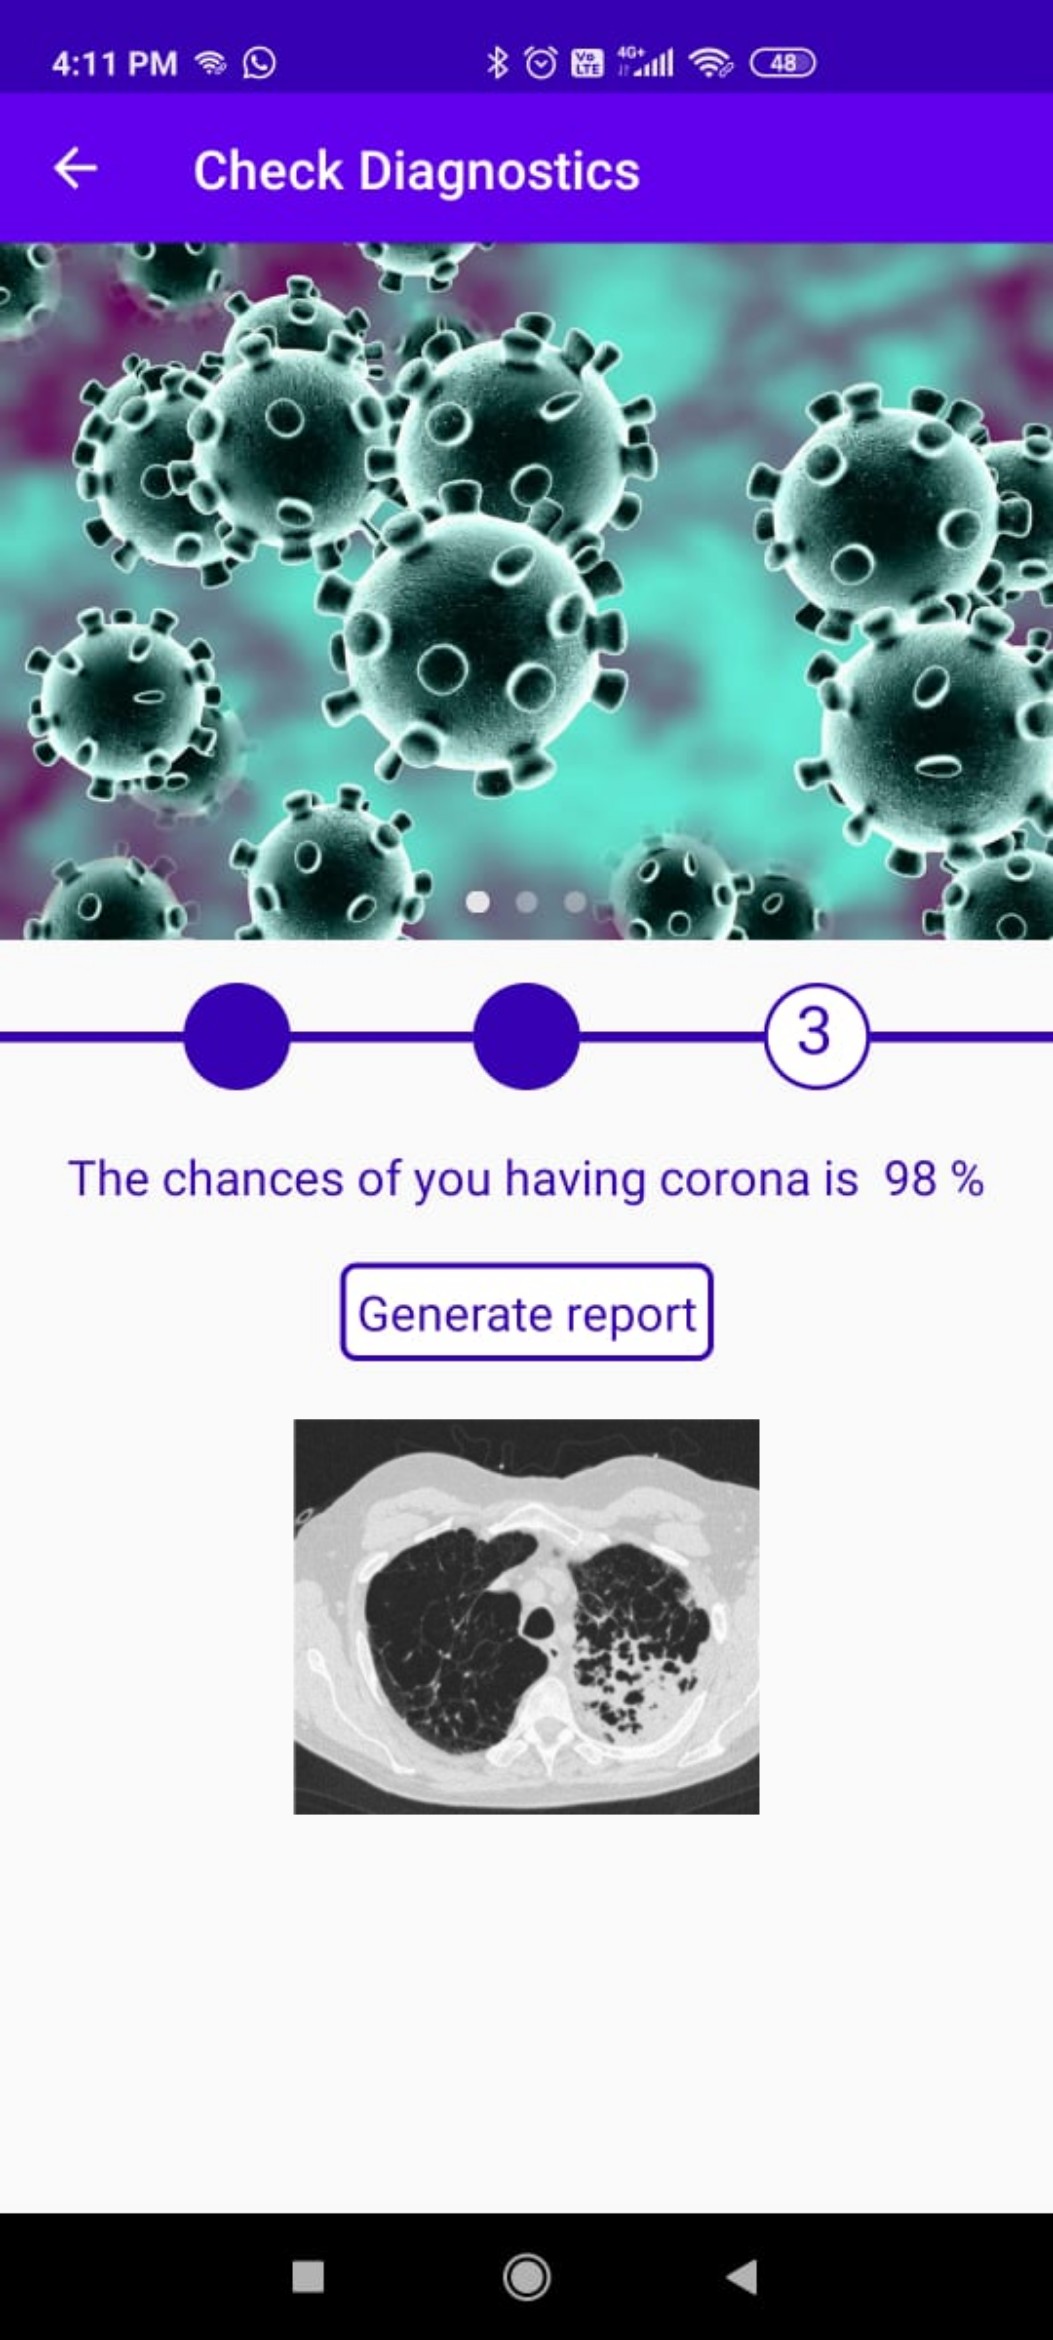 4:11 PM Vo LTE 4G+ 48
Check Diagnostics
3
The chances of you having corona is 98 %
Generate report